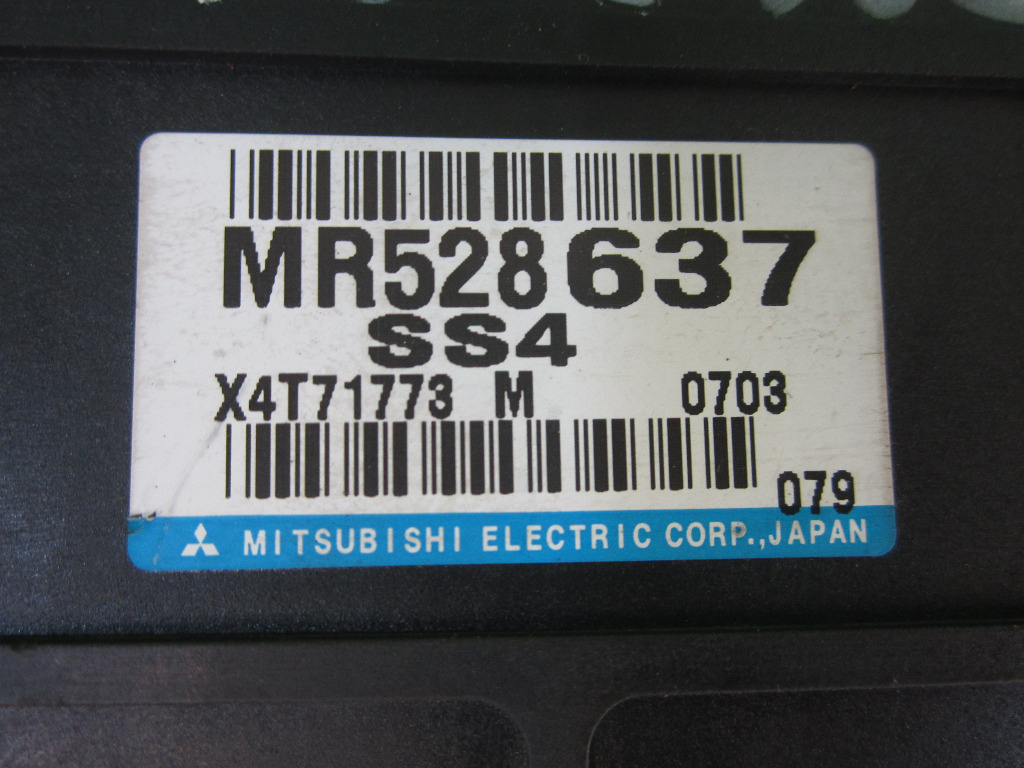 MR528637
SS4
X4T71773 M 0703
079
MITSUBISHI ELECTRIC CORP.,JAPAN